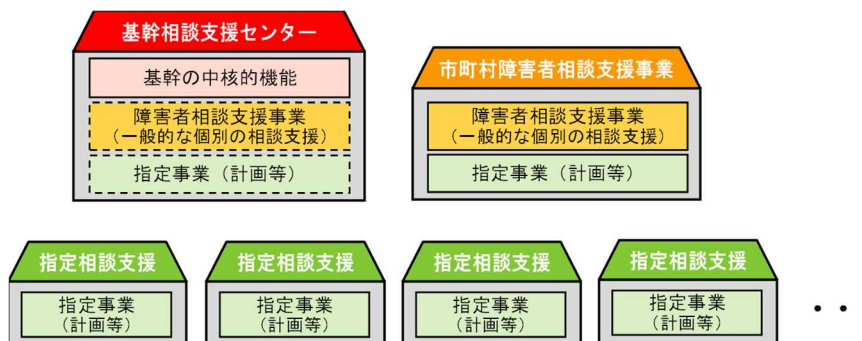 基幹相談支援センター
基幹の中核的機能
障害者相談支援事業
（一般的な個別の相談支援）
指定事業（計画等）
市町村障害者相談支援事業
障害者相談支援事業
（一般的な個別の相談支援）
指定事業（計画等）
指定相談支援
指定事業
（計画等）
指定相談支援
指定事業
（計画等）
指定相談支援
指定事業
（計画等）
指定相談支援
指定事業
（計画等）
・・